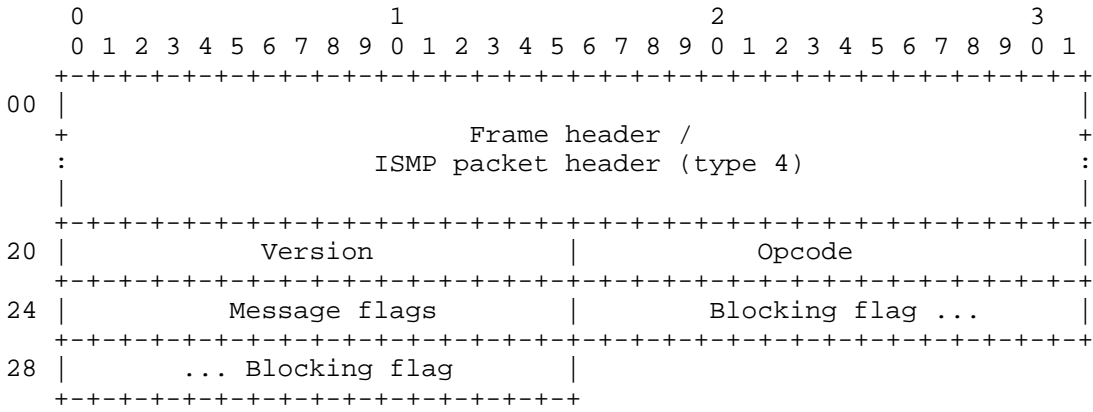 0                   1                   2                   3
0 1 2 3 4 5 6 7 8 9 0 1 2 3 4 5 6 7 8 9 0 1 2 3 4 5 6 7 8 9 0 1
+-+-+-+-+-+-+-+-+-+-+-+-+-+-+-+-+-+-+-+-+-+-+-+-+-+-+-+-+-+-+-+-+
00 |                                                               |
+                         Frame header /                        +
:                   ISMP packet header (type 4)                 :
|                                                               |
+-+-+-+-+-+-+-+-+-+-+-+-+-+-+-+-+-+-+-+-+-+-+-+-+-+-+-+-+-+-+-+-+
20 |            Version            |           Opcode              |
+-+-+-+-+-+-+-+-+-+-+-+-+-+-+-+-+-+-+-+-+-+-+-+-+-+-+-+-+-+-+-+-+
24 |          Message flags        |        Blocking flag ...      |
+-+-+-+-+-+-+-+-+-+-+-+-+-+-+-+-+-+-+-+-+-+-+-+-+-+-+-+-+-+-+-+-+
28 |       ... Blocking flag       |
+-+-+-+-+-+-+-+-+-+-+-+-+-+-+-+-+